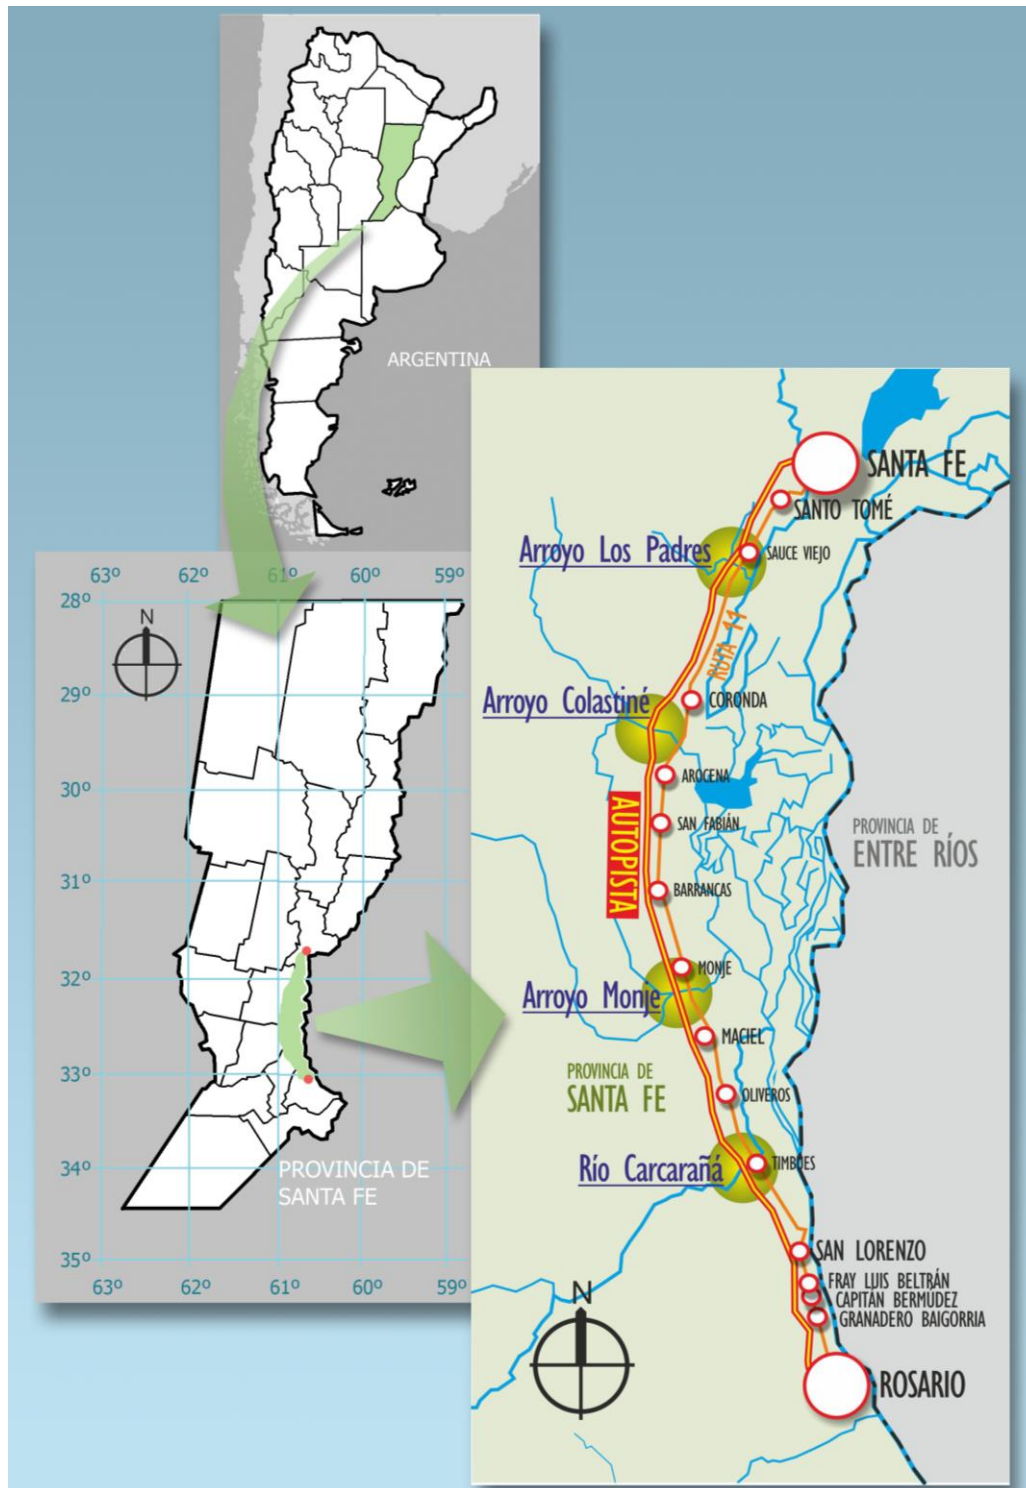 ARGENTINA
63º
62º
61º
60º
59º
28º
N
29º
30º
31º
32º
33º
34º
35º
PROVINCIA DE
SANTA FE
63º
62º
61º
60º
59º
SANTA FE
SANTO TOMÉ
Arroyo Los Padres
SAUCE VIEJO
RUTA 11
Arroyo Colastiné
CORONDA
AROCENA
AUTOPISTA
SAN FABIÁN
PROVINCIA DE
ENTRE RÍOS
BARRANCAS
MONJE
Arroyo Monje
MACIEL
PROVINCIA DE
SANTA FE
OLIVEROS
Río Carcarañá
TIMBÚES
SAN LORENZO
FRAY LUIS BELTRÁN
CAPITÁN BERMÚDEZ
GRANADERO BAIGORRIA
N
ROSARIO